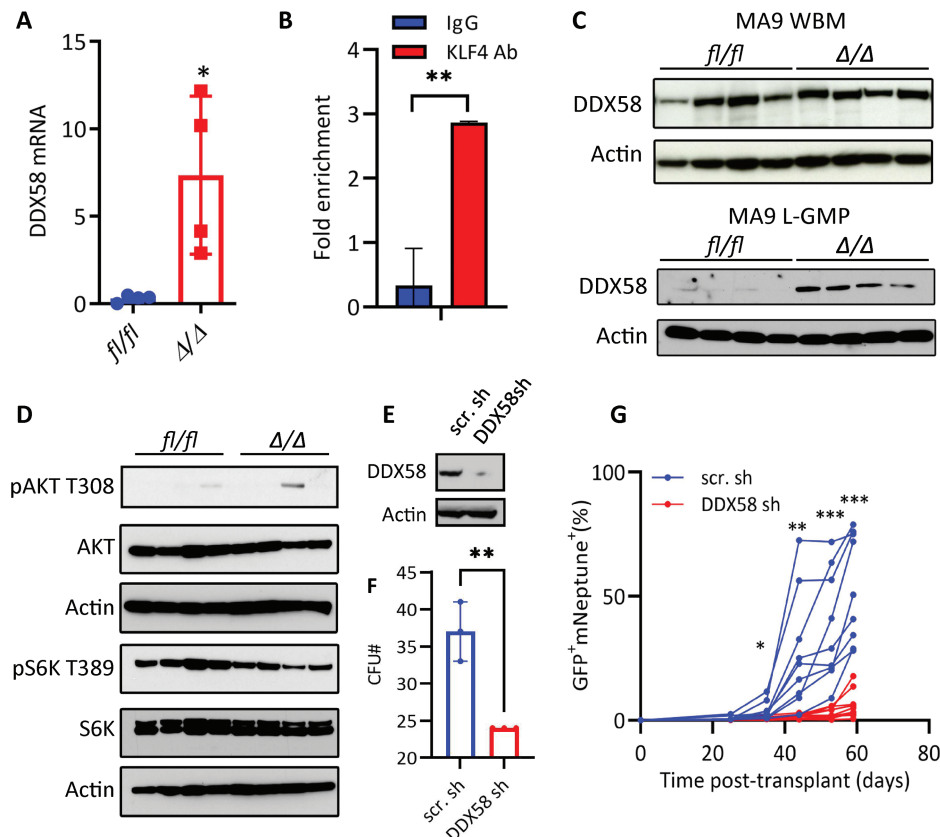 A
DDX58 mRNA
15
10
5
0
*
fl/fl
Δ/Δ
B
IgG
KLF4 Ab
Fold enrichment
4
3
2
1
0
**
C
MA9 WBM
fl/fl
Δ/Δ
DDX58
Actin
MA9 L-GMP
fl/fl
Δ/Δ
DDX58
Actin
D
fl/fl
Δ/Δ
pAKT T308
AKT
Actin
pS6K T389
S6K
Actin
E
scr. sh
DDX58sh
DDX58
Actin
F
CFU#
45
40
35
30
25
20
**
scr. sh
DDX58 sh
G
scr. sh
DDX58 sh
GFP⁺mNeptune⁺(%)
100
50
0
*
**
***
***
0
20
40
60
80
Time post-transplant (days)